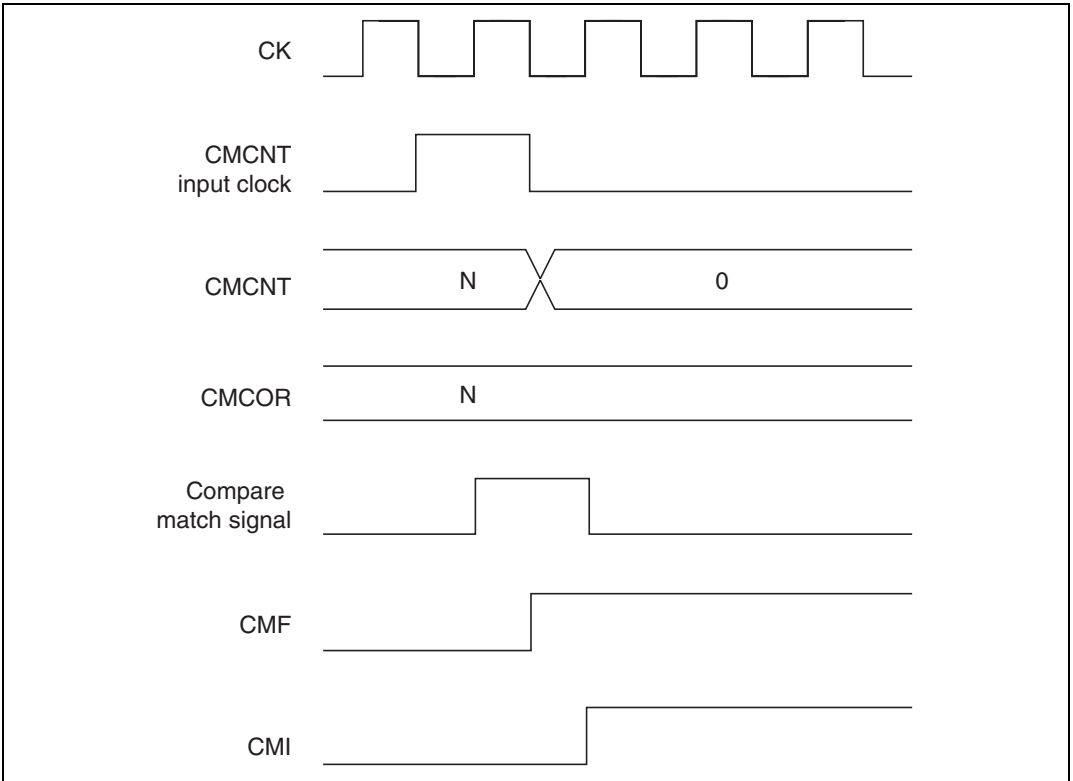 CK
CMCNT
input clock
CMCNT
N
0
CMCOR
N
Compare
match signal
CMF
CMI